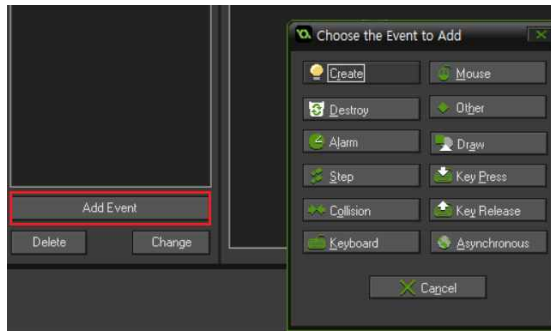 Choose the Event to Add
Create
Mouse
Destroy
Other
Alarm
Draw
Step
Key Press
Collision
Key Release
Keyboard
Asynchronous
Cancel
Add Event
Delete
Change